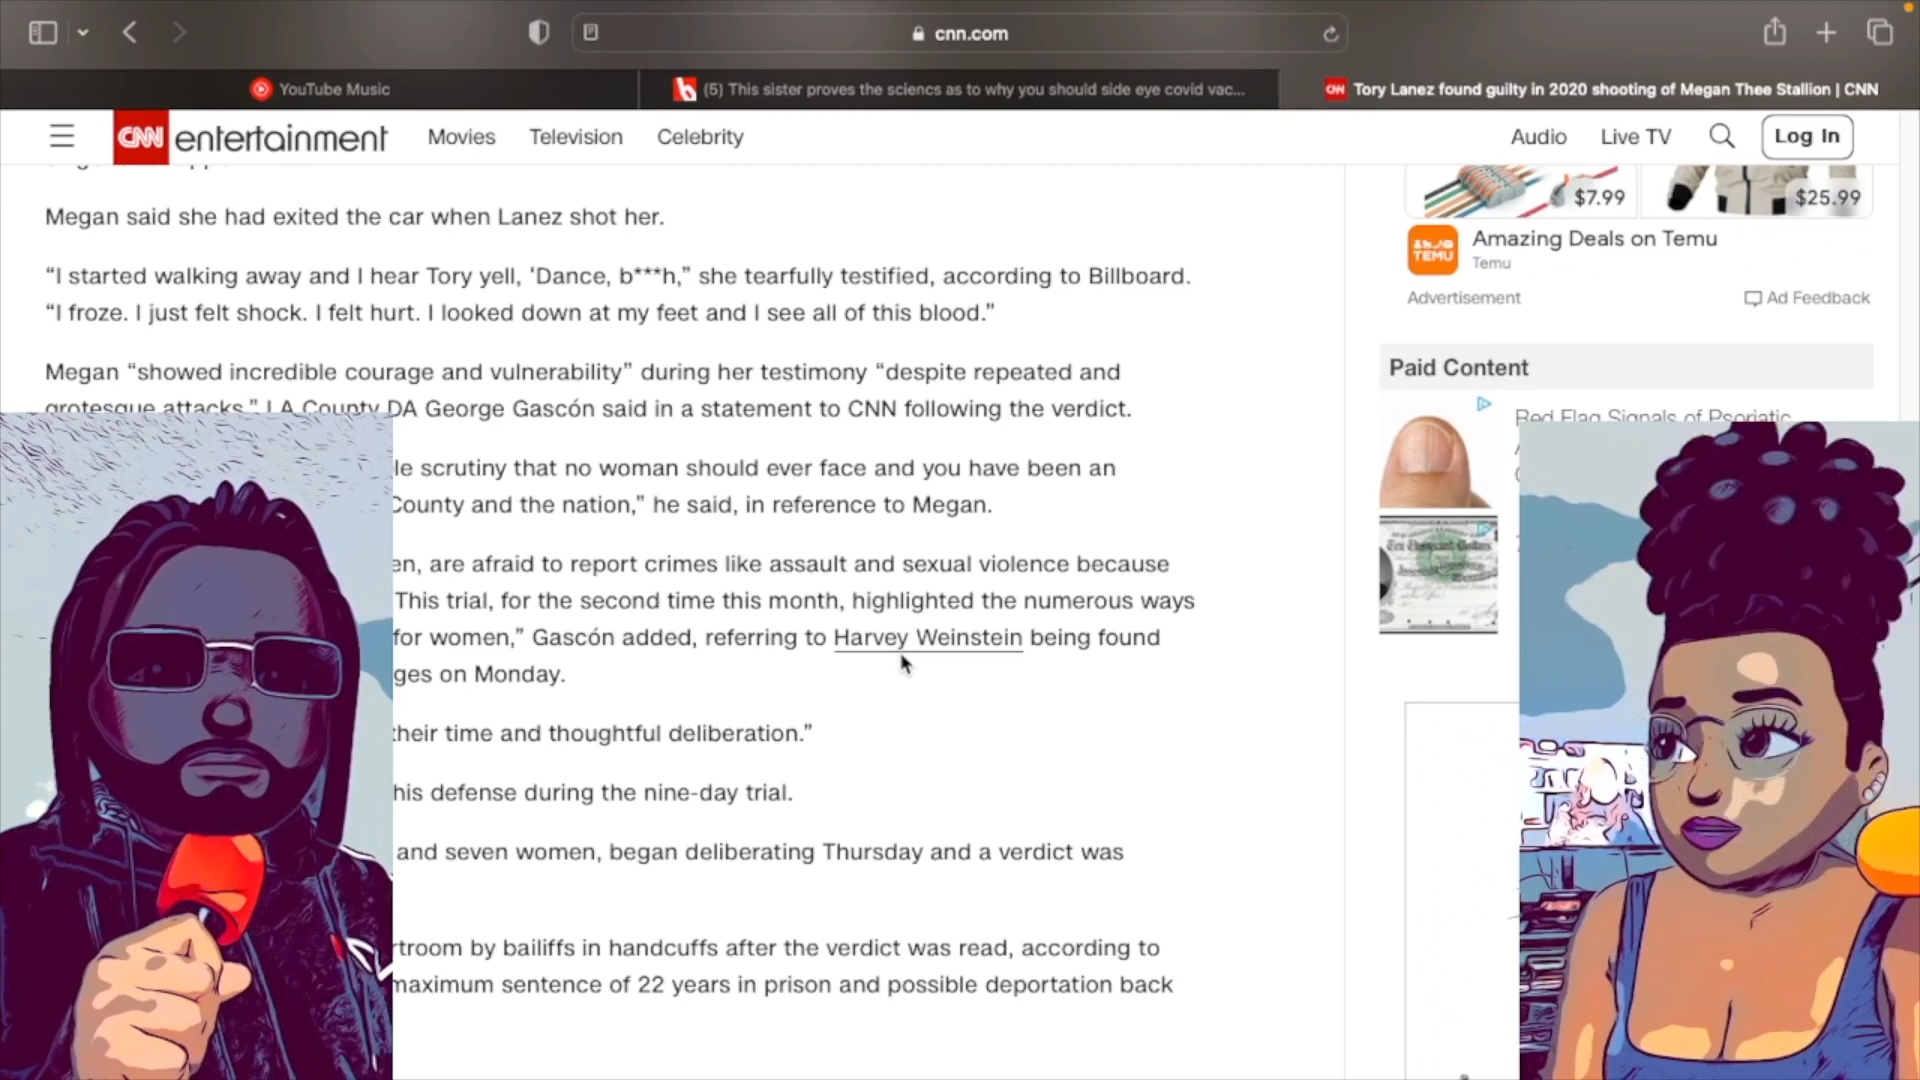 cnn.com
YouTube Music
(5) This sister proves the sciencs as to why you should side eye covid vac...
CNN Tory Lanez found guilty in 2020 shooting of Megan Thee Stallion | CNN
CNN entertainment Movies Television Celebrity Audio Live TV Log In
Megan said she had exited the car when Lanez shot her.
“I started walking away and I hear Tory yell, ‘Dance, b***h,” she tearfully testified, according to Billboard.
“I froze. I just felt shock. I felt hurt. I looked down at my feet and I see all of this blood.”
Megan “showed incredible courage and vulnerability” during her testimony “despite repeated and
grotesque attacks,” LA County DA George Gascón said in a statement to CNN following the verdict.
le scrutiny that no woman should ever face and you have been an
County and the nation,” he said, in reference to Megan.
en, are afraid to report crimes like assault and sexual violence because
This trial, for the second time this month, highlighted the numerous ways
for women,” Gascón added, referring to Harvey Weinstein being found
ges on Monday.
their time and thoughtful deliberation.”
his defense during the nine-day trial.
and seven women, began deliberating Thursday and a verdict was
rtroom by bailiffs in handcuffs after the verdict was read, according to
maximum sentence of 22 years in prison and possible deportation back
$7.99
$25.99
TEMU
Amazing Deals on Temu
Temu
Advertisement
Ad Feedback
Paid Content
Red Flag Signals of Psoriatic